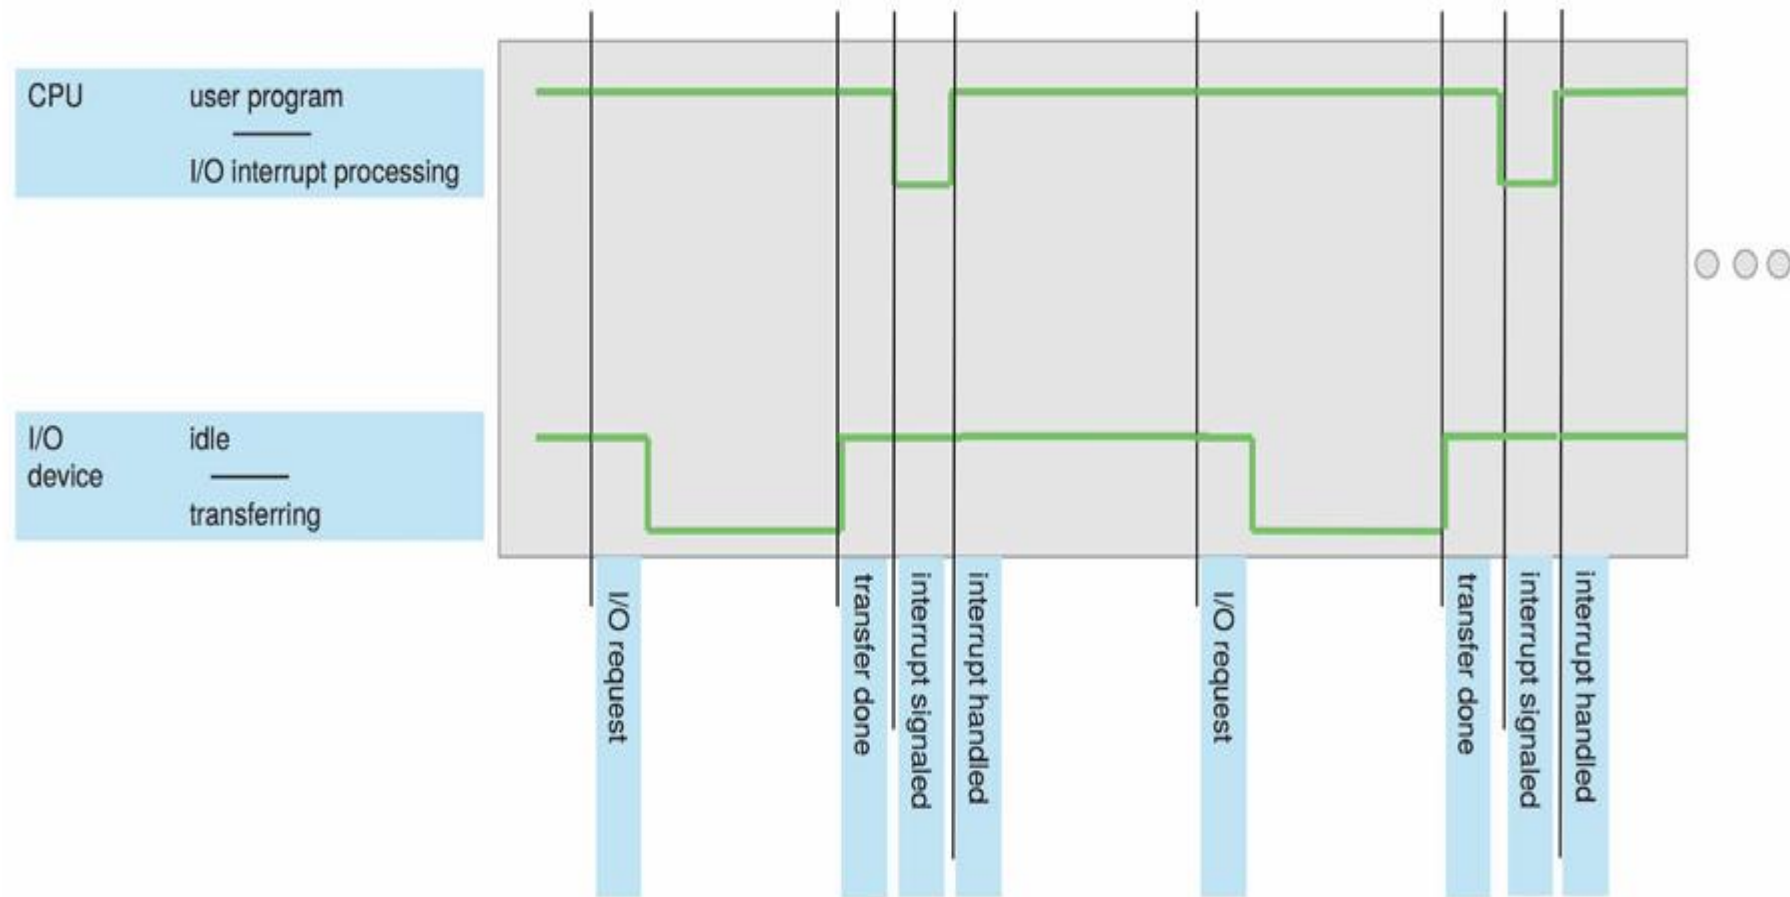 CPU
user program
I/O interrupt processing
I/O
device
idle
transferring
I/O request
transfer done
interrupt signaled
interrupt handled
I/O request
transfer done
interrupt signaled
interrupt handled